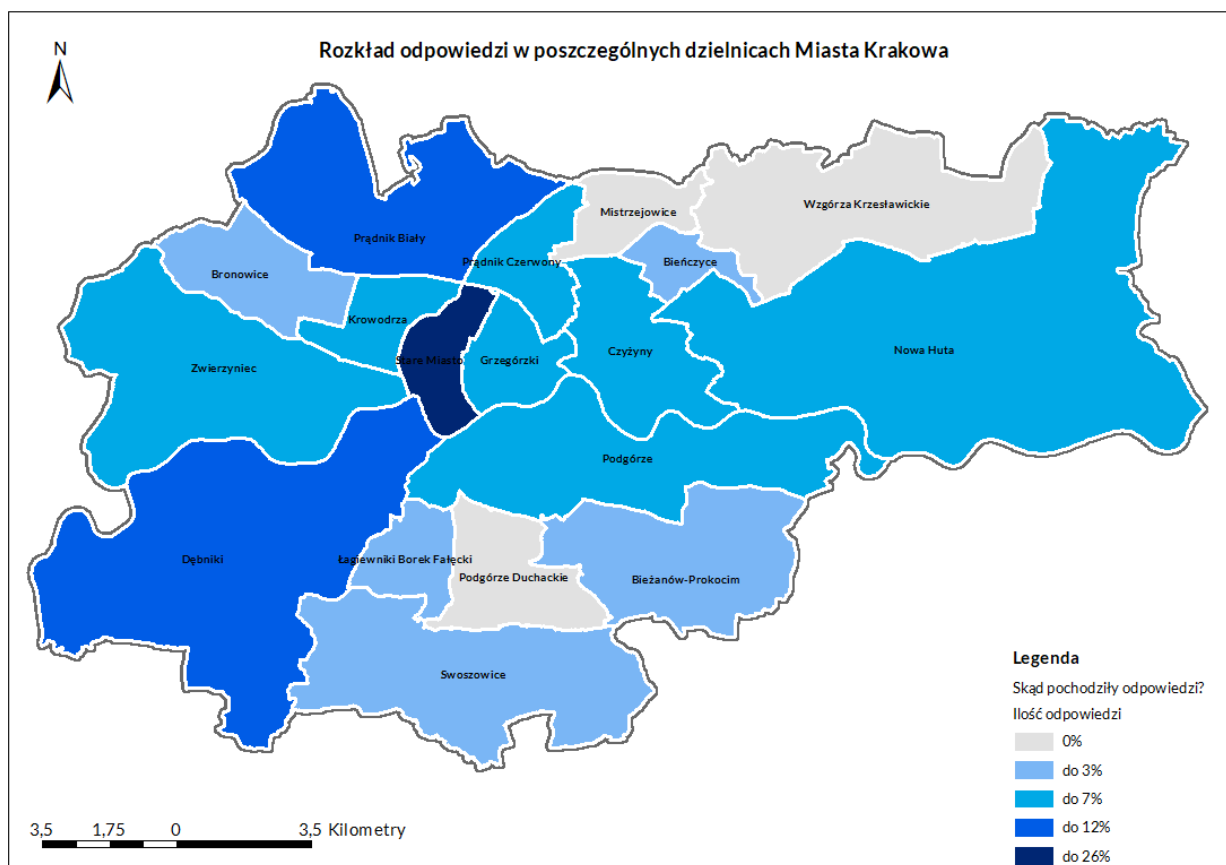 Rozkład odpowiedzi w poszczególnych dzielnicach Miasta Krakowa
N
Mistrzejowice
Wzgórza Krzesławickie
Prądnik Biały
Prądnik Czerwony
Bieńczyce
Bronowice
Krowodrza
Nowa Huta
Czyżyny
Stare Miasto
Grzegórzki
Zwierzyniec
Podgórze
Dębniki
Łagiewniki Borek Fałęcki
Podgórze Duchackie
Bieżanów-Prokocim
Swoszowice
Legenda
Skąd pochodziły odpowiedzi?
Ilość odpowiedzi
0%
do 3%
do 7%
do 12%
do 26%
3,5 1,75 0 3,5 Kilometry